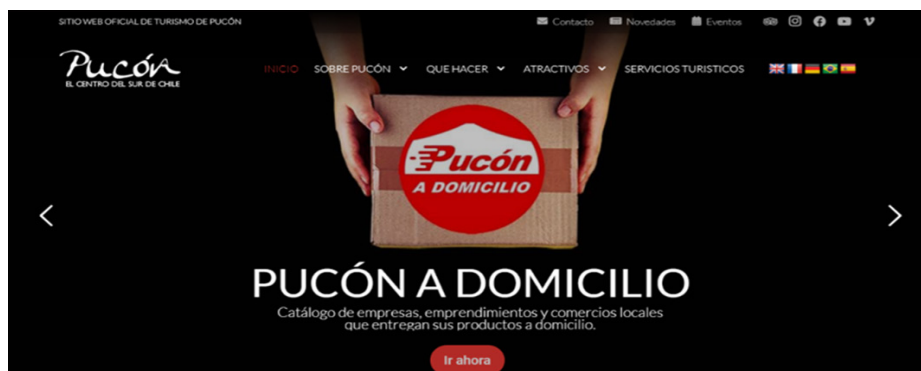 SITIO WEB OFICIAL DE TURISMO DE PUCÓN
Contacto Novedades Eventos
Pucón
EL CENTRO DEL SUR DE CHILE
INICIO SOBRE PUCÓN QUE HACER ATRACTIVOS SERVICIOS TURISTICOS
Pucón
A DOMICILIO
PUCÓN A DOMICILIO
Catálogo de empresas, emprendimientos y comercios locales
que entregan sus productos a domicilio.
Ir ahora